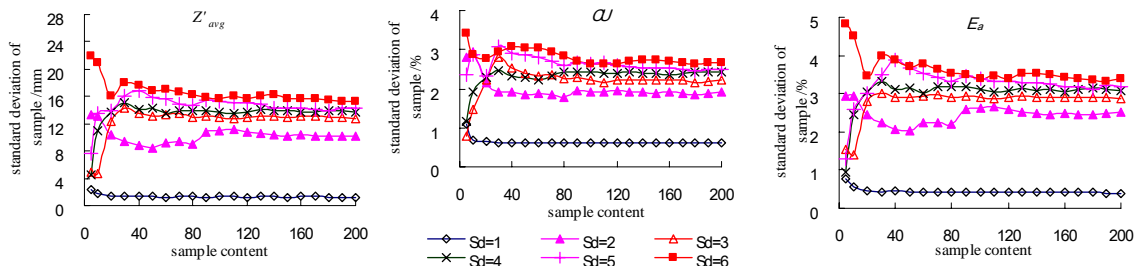 Z'avg
standard deviation of
sample /mm
28
24
20
16
12
8
4
0
0 40 80 120 160 200
sample content
CU
standard deviation of
sample /%
4
3
2
1
0
0 40 80 120 160 200
sample content
Ea
standard deviation of
sample /%
5
4
3
2
1
0
0 40 80 120 160 200
sample content
Sd=1 Sd=2 Sd=3
Sd=4 Sd=5 Sd=6